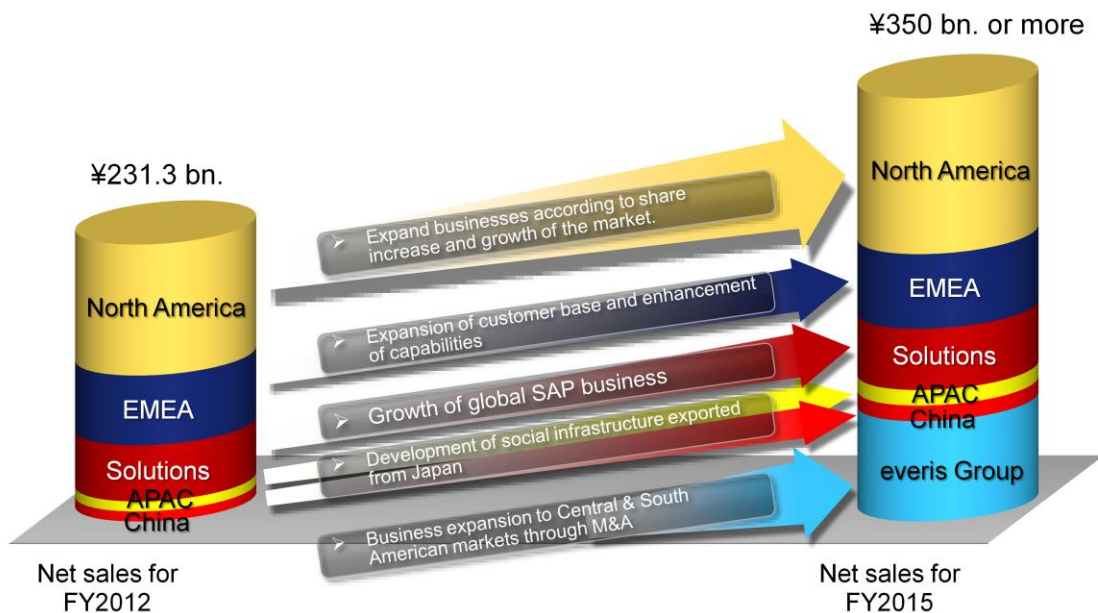 ¥350 bn. or more
¥231.3 bn.
North America
EMEA
Solutions
APAC
China
➢ Expand businesses according to share
increase and growth of the market.
➢ Expansion of customer base and enhancement
of capabilities
➢ Growth of global SAP business
➢ Development of social infrastructure exported
from Japan
➢ Business expansion to Central & South
American markets through M&A
North America
EMEA
Solutions
APAC
China
everis Group
Net sales for
FY2012
Net sales for
FY2015